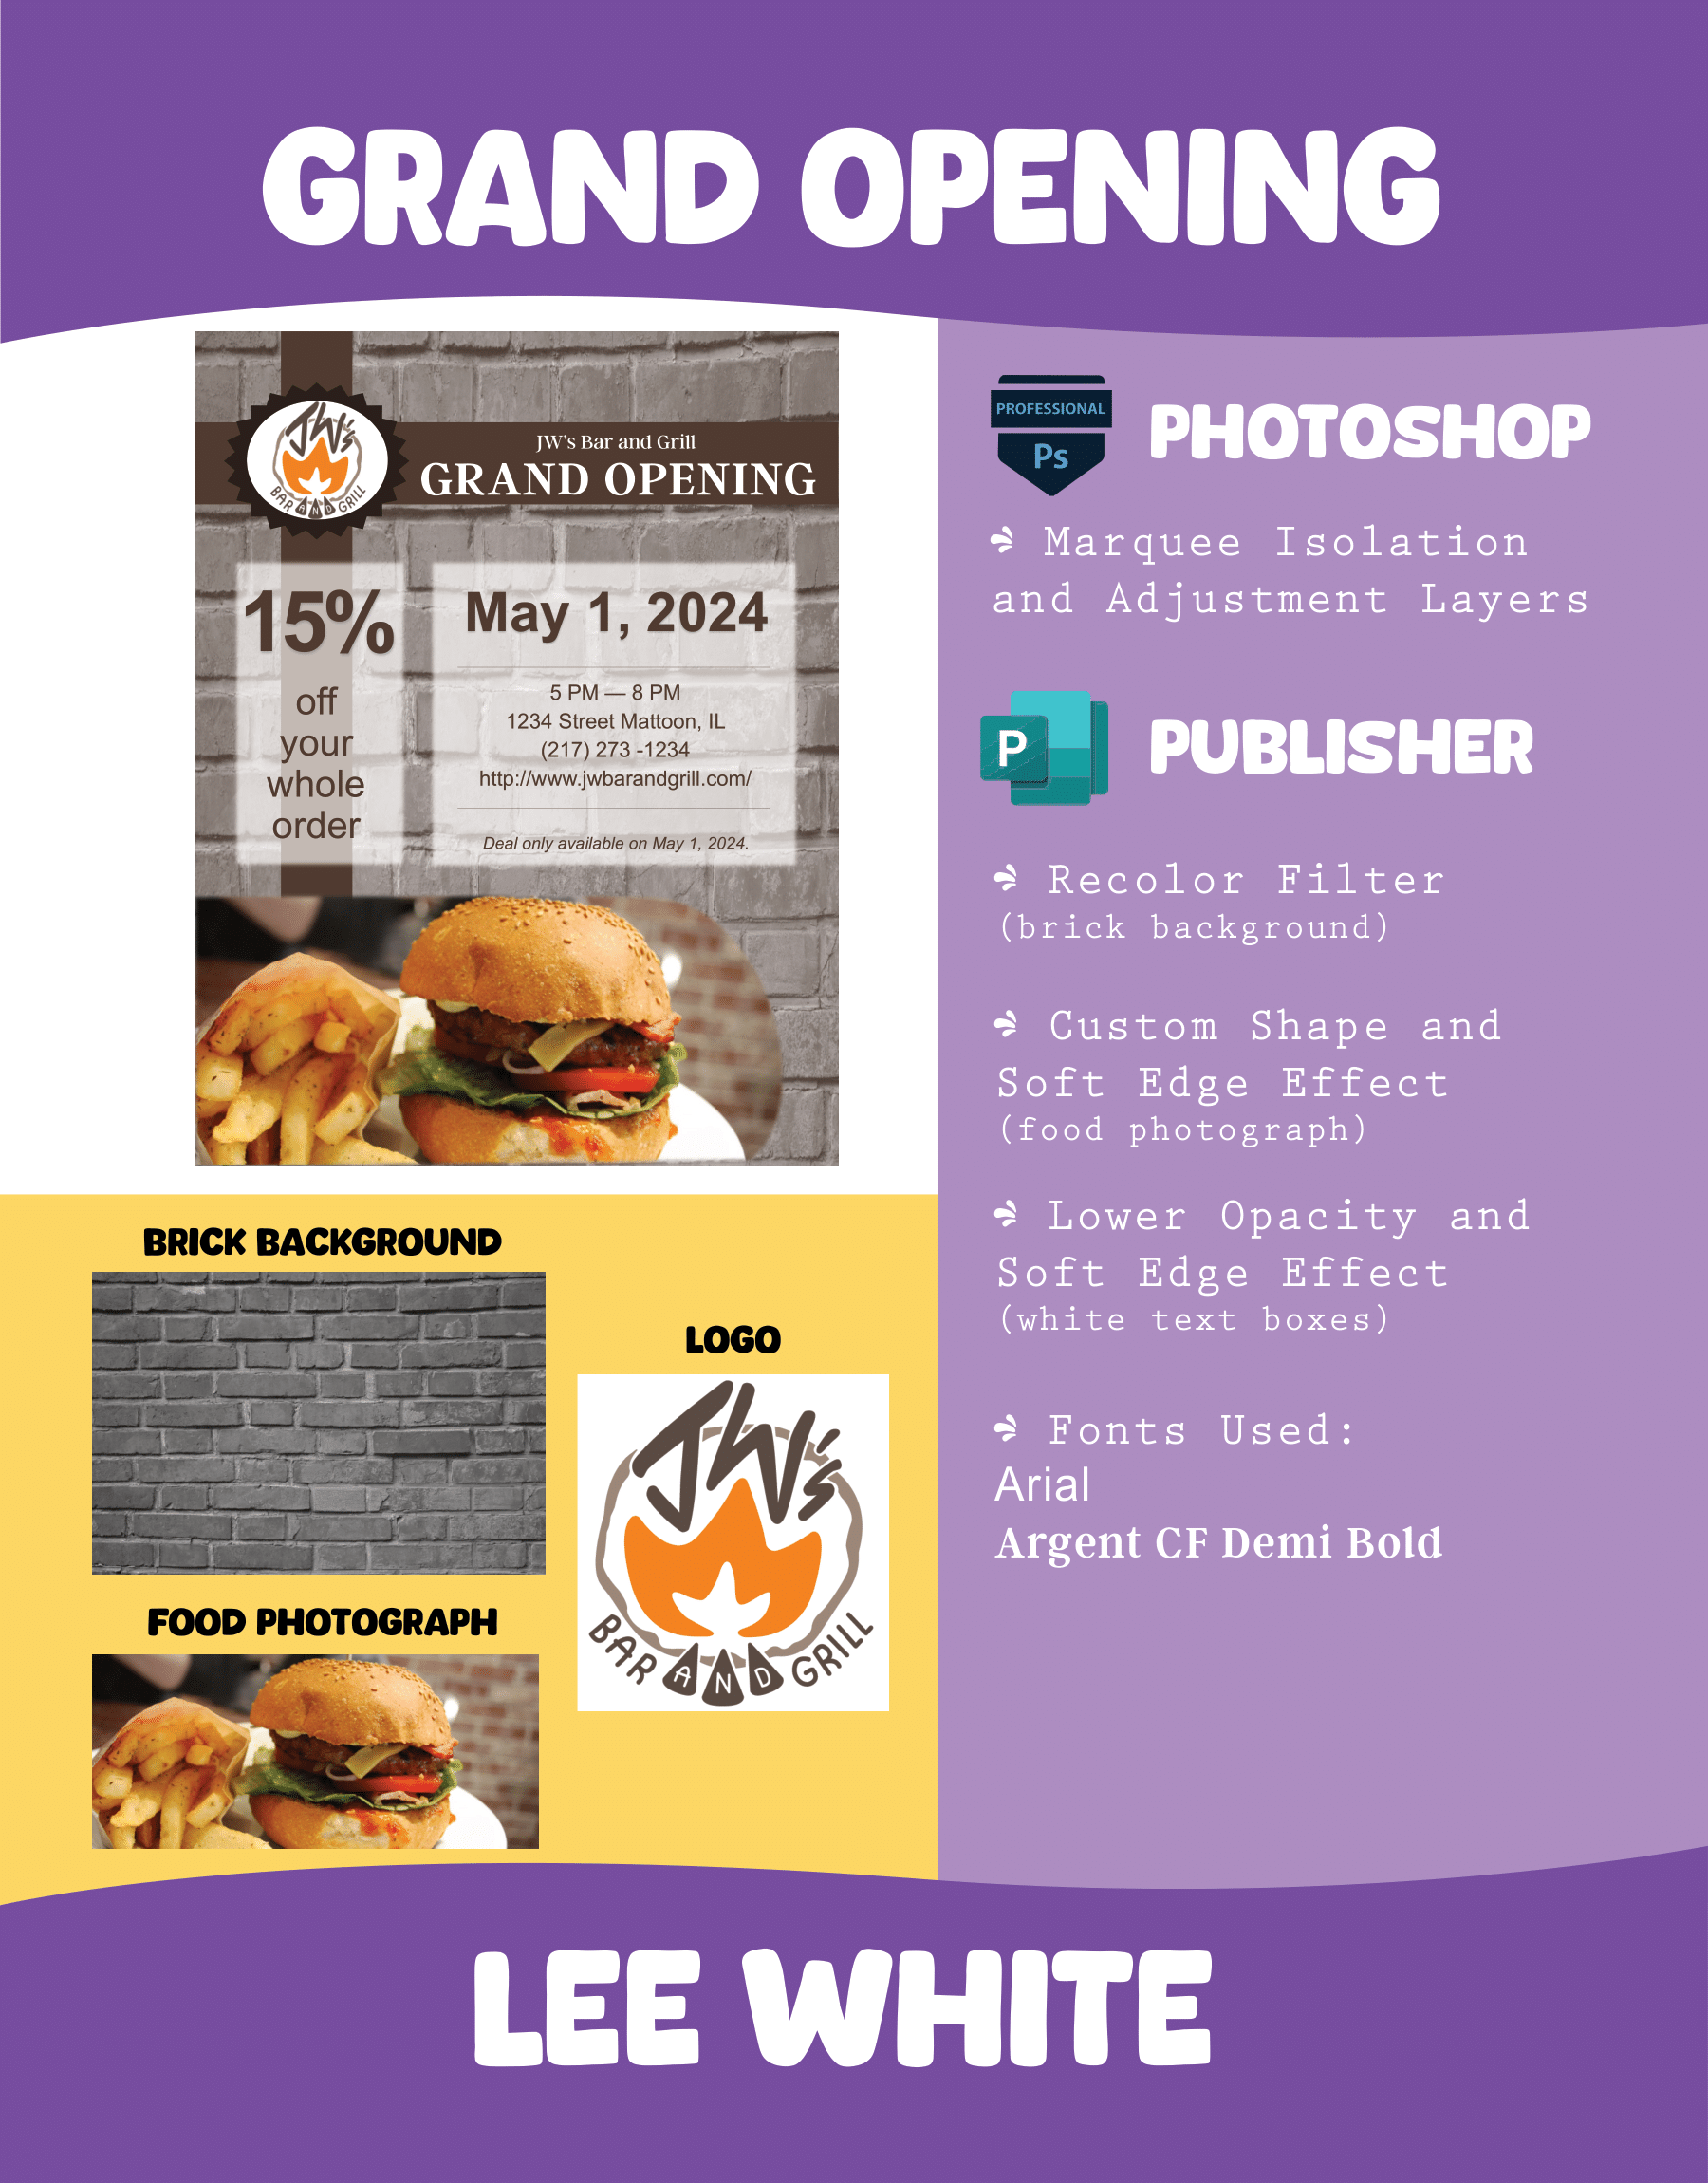 GRAND OPENING
JW's
BAR AND GRILL
JW's Bar and Grill
GRAND OPENING
15%
off
your
whole
order
May 1, 2024
5 PM — 8 PM
1234 Street Mattoon, IL
(217) 273 -1234
http://www.jwbarandgrill.com/
Deal only available on May 1, 2024.
BRICK BACKGROUND
FOOD PHOTOGRAPH
LOGO
JW's
BAR AND GRILL
PROFESSIONAL
Ps
PHOTOSHOP
Marquee Isolation
and Adjustment Layers
P
PUBLISHER
Recolor Filter
(brick background)
Custom Shape and
Soft Edge Effect
(food photograph)
Lower Opacity and
Soft Edge Effect
(white text boxes)
Fonts Used:
Arial
Argent CF Demi Bold
LEE WHITE